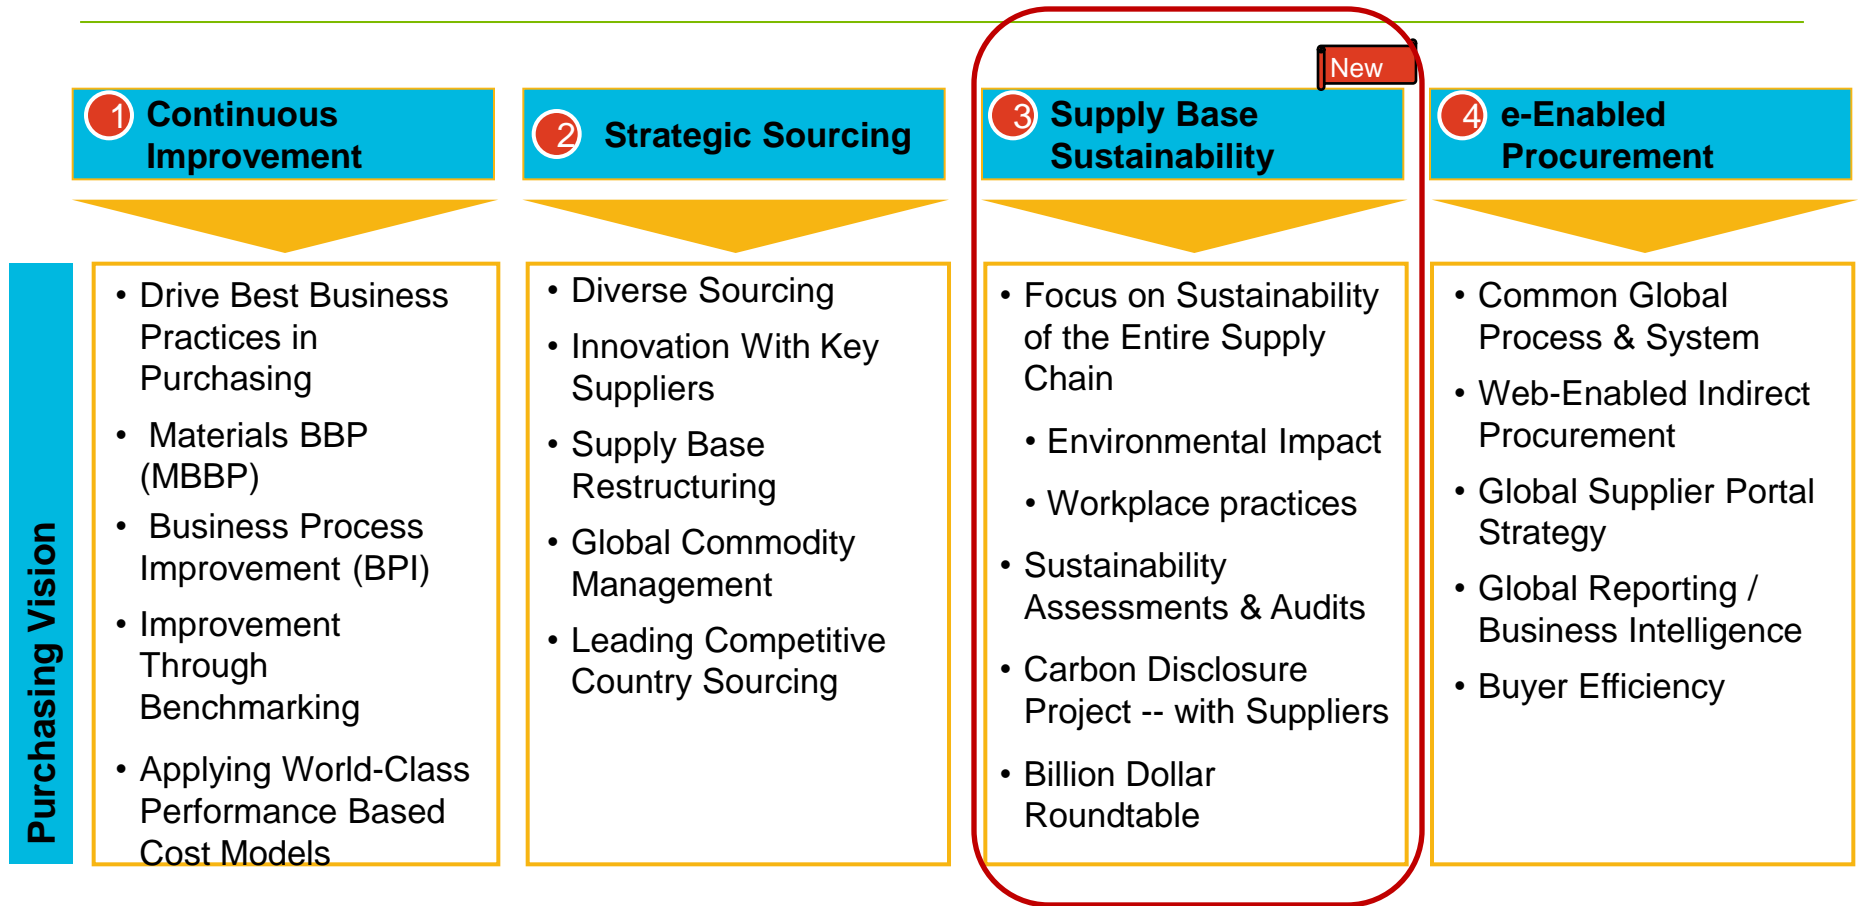 New
1 Continuous
Improvement
2 Strategic Sourcing
3 Supply Base
Sustainability
4 e-Enabled
Procurement
Purchasing Vision
• Drive Best Business
Practices in
Purchasing
• Materials BBP
(MBBP)
• Business Process
Improvement (BPI)
• Improvement
Through
Benchmarking
• Applying World-Class
Performance Based
Cost Models
• Diverse Sourcing
• Innovation With Key
Suppliers
• Supply Base
Restructuring
• Global Commodity
Management
• Leading Competitive
Country Sourcing
• Focus on Sustainability
of the Entire Supply
Chain
• Environmental Impact
• Workplace practices
• Sustainability
Assessments & Audits
• Carbon Disclosure
Project -- with Suppliers
• Billion Dollar
Roundtable
• Common Global
Process & System
• Web-Enabled Indirect
Procurement
• Global Supplier Portal
Strategy
• Global Reporting /
Business Intelligence
• Buyer Efficiency